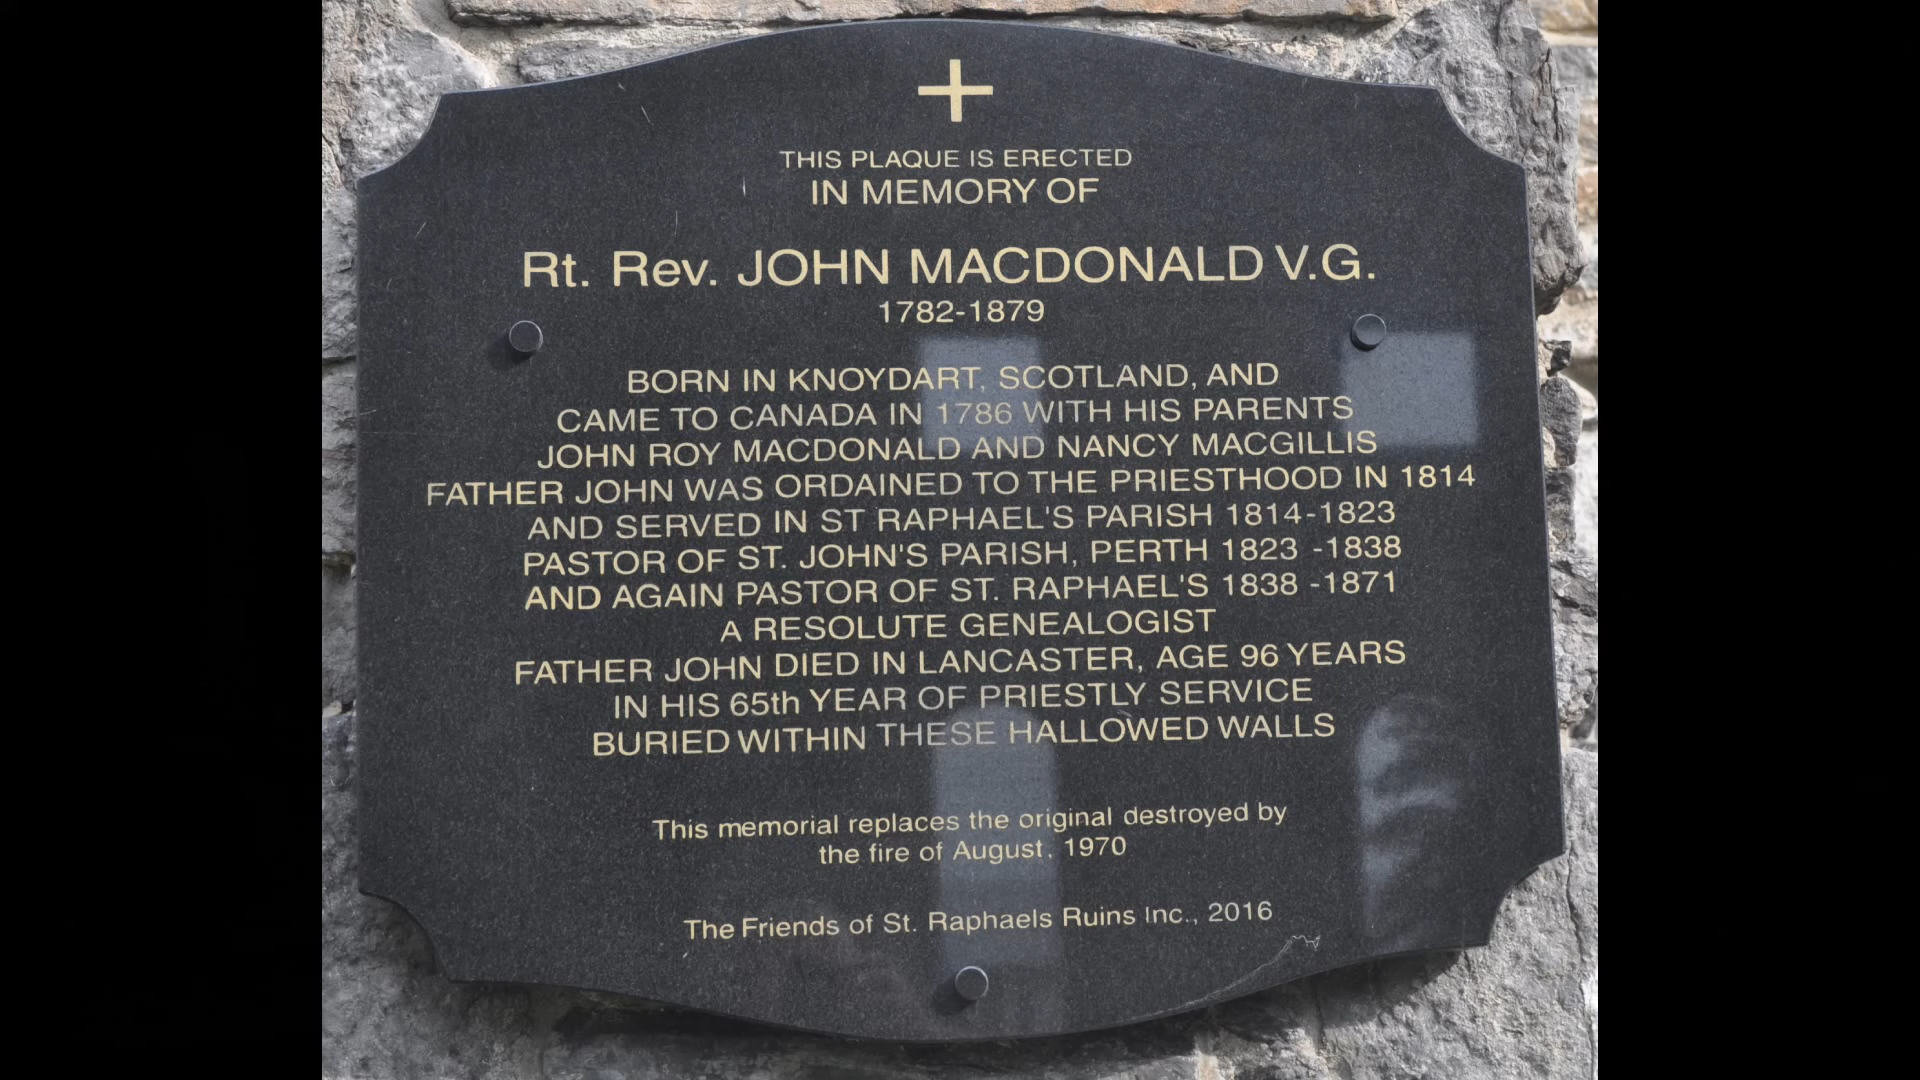 THIS PLAQUE IS ERECTED
IN MEMORY OF
Rt. Rev. JOHN MACDONALD V.G.
1782-1879
BORN IN KNOYDART, SCOTLAND, AND
CAME TO CANADA IN 1786 WITH HIS PARENTS
JOHN ROY MACDONALD AND NANCY MACGILLIS
FATHER JOHN WAS ORDAINED TO THE PRIESTHOOD IN 1814
AND SERVED IN ST RAPHAEL'S PARISH 1814-1823
PASTOR OF ST. JOHN'S PARISH, PERTH 1823 -1838
AND AGAIN PASTOR OF ST. RAPHAEL'S 1838 -1871
A RESOLUTE GENEALOGIST
FATHER JOHN DIED IN LANCASTER, AGE 96 YEARS
IN HIS 65th YEAR OF PRIESTLY SERVICE
BURIED WITHIN THESE HALLOWED WALLS
This memorial replaces the original destroyed by
the fire of August, 1970
The Friends of St. Raphaels Ruins Inc., 2016